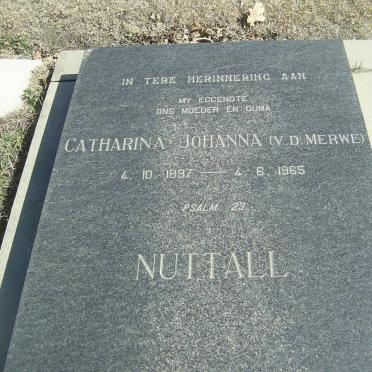 IN TERE HERINNERING AAN
MY EGGENOTE
ONS MOEDER EN OUMA
CATHARINA JOHANNA (V.D. MERWE)
4. 10. 1897 — 4. 6. 1965
PSALM 23
NUTTALL